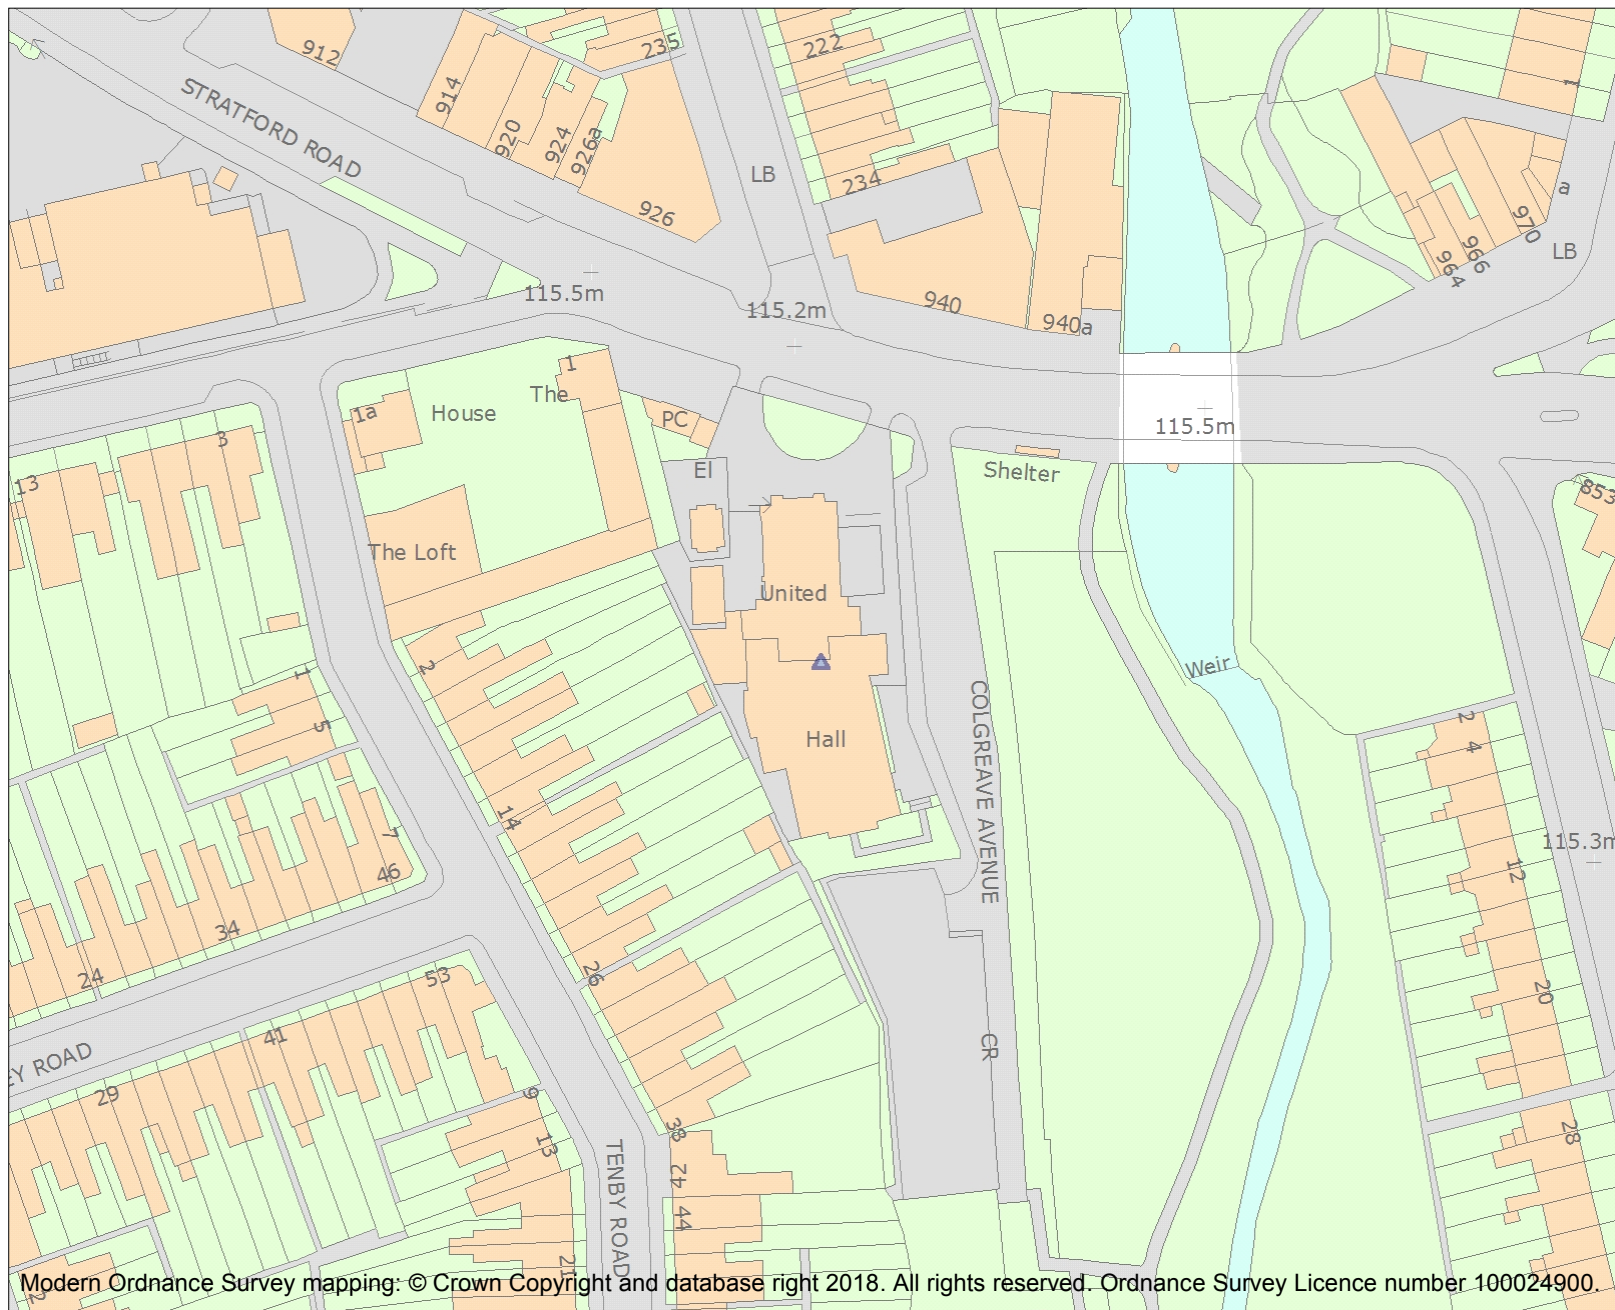 912
914
920
924
926a
235
926
STRATFORD ROAD
LB
222
234
940
940a
964
966
970
a
LB
1
115.5m
115.2m
115.5m
1
The
House
1a
PC
El
Shelter
853
3
13
The Loft
United
Hall
COLGREAVE AVENUE
Weir
2
1
5
7
46
34
24
14
26
38
42
44
2
4
12
115.3m
20
28
53
41
29
EY ROAD
9
13
21
TENBY ROAD
CR
2
Modern Ordnance Survey mapping: © Crown Copyright and database right 2018. All rights reserved. Ordnance Survey Licence number 100024900.